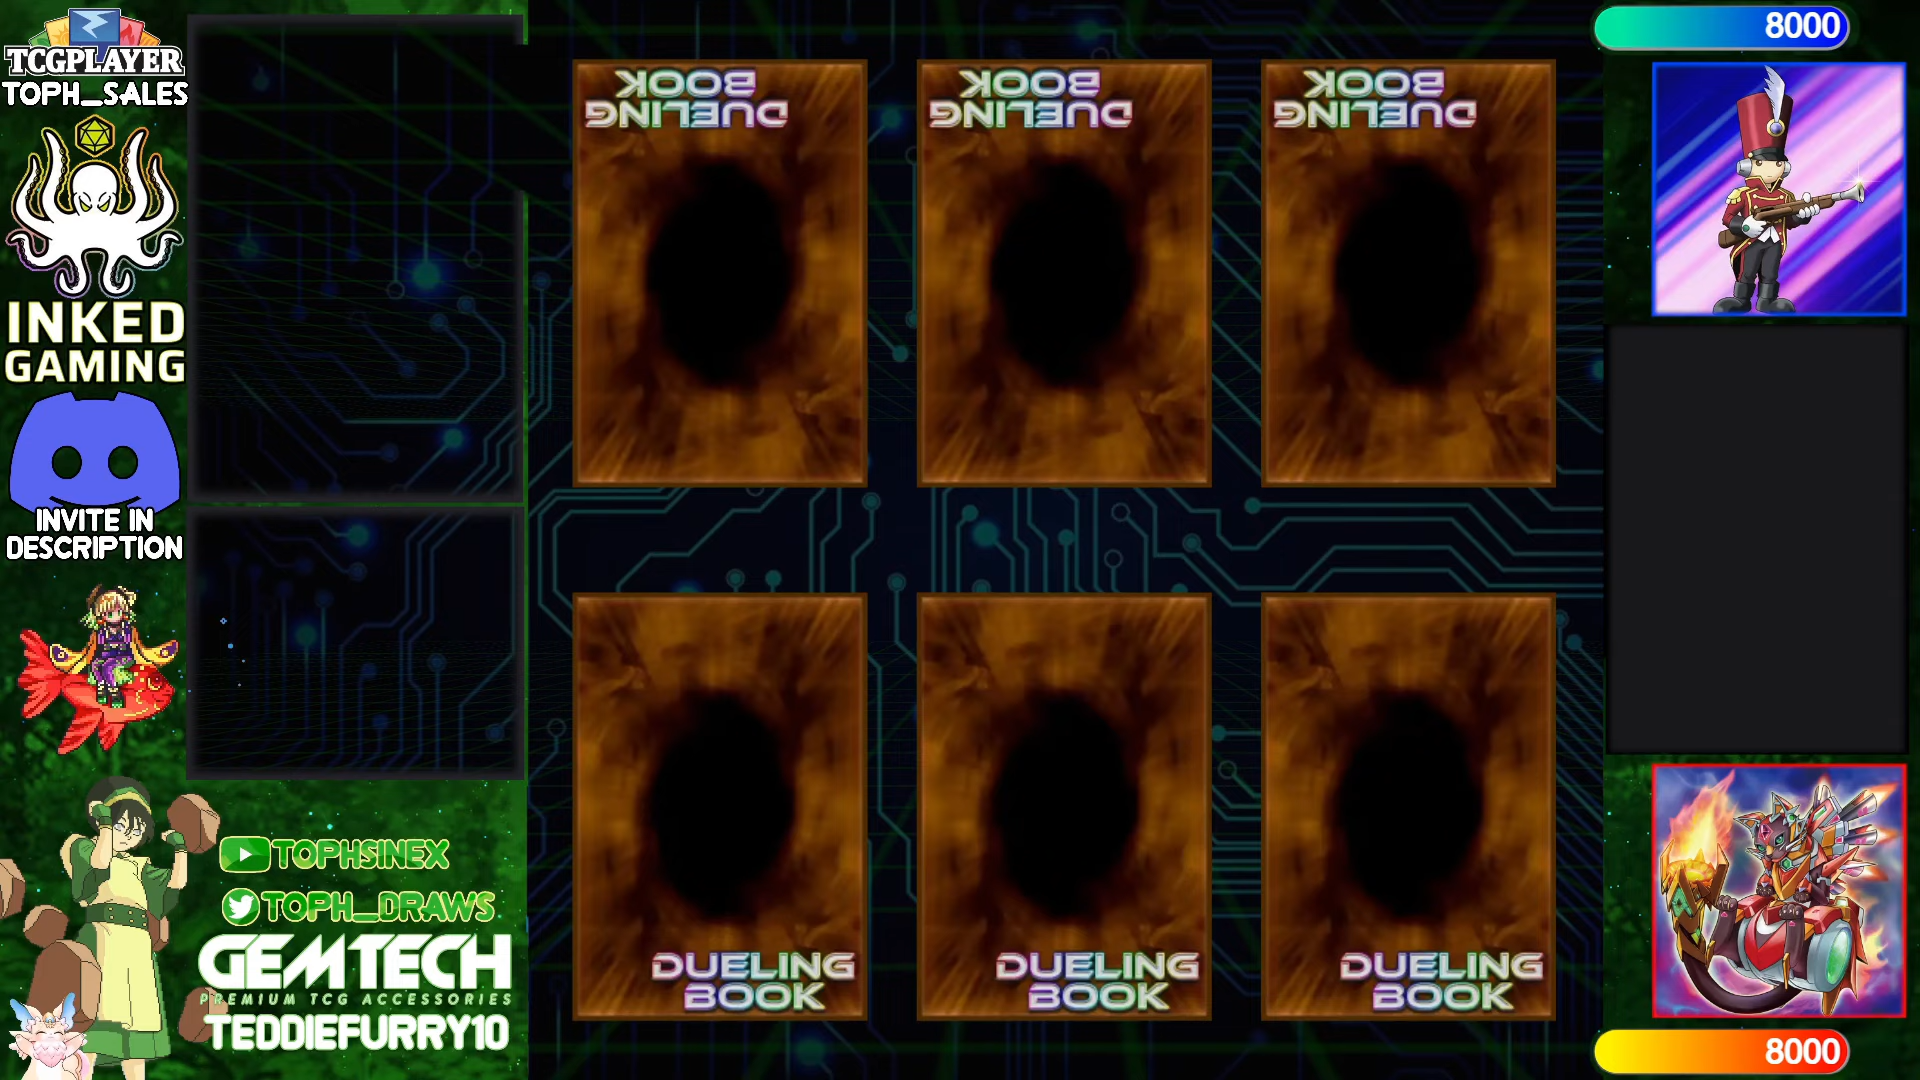 TCGPLAYER
TOPH_SALES
INKED
GAMING
INVITE IN
DESCRIPTION
TOPHSINEX
TOPH_DRAWS
GEMTECH
PREMIUM TCG ACCESSORIES
TEDDIEFURRY10
DUELING
BOOK
DUELING
BOOK
DUELING
BOOK
DUELING
BOOK
DUELING
BOOK
DUELING
BOOK
8000
8000